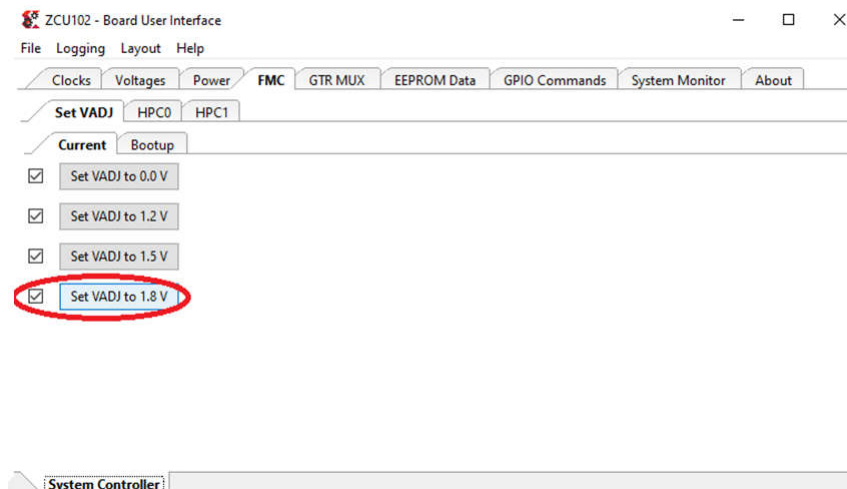 ZCU102 - Board User Interface
File Logging Layout Help
Clocks Voltages Power FMC GTR MUX EEPROM Data GPIO Commands System Monitor About
Set VADJ HPC0 HPC1
Current Bootup
Set VADJ to 0.0 V
Set VADJ to 1.2 V
Set VADJ to 1.5 V
Set VADJ to 1.8 V
System Controller